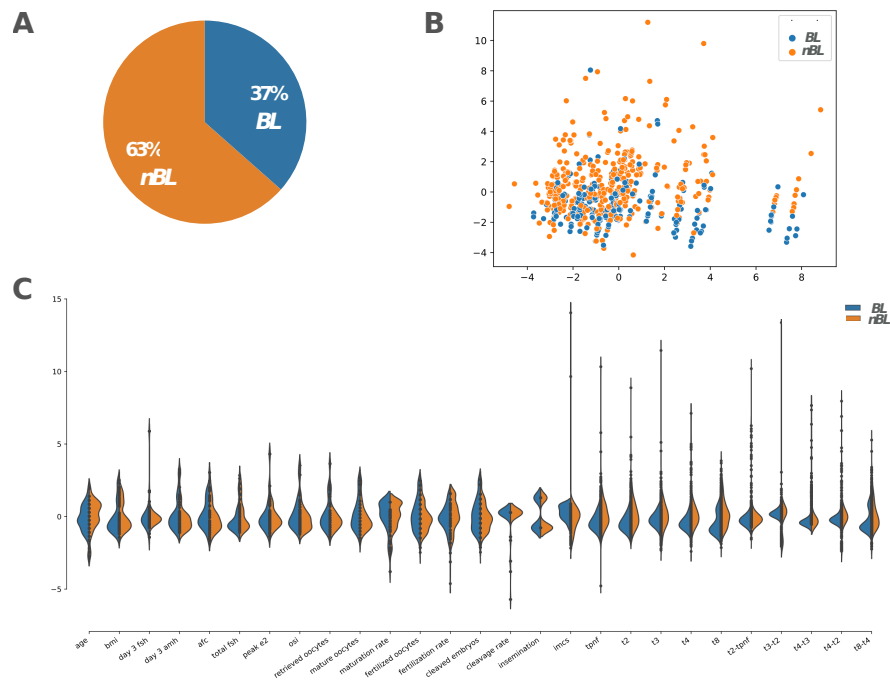 A
37%
BL
63%
nBL
B
BL
nBL
10
8
6
4
2
0
−2
−4
−4 −2 0 2 4 6 8
C
BL
nBL
15
10
5
0
−5
age bmi day 3 fsh day 3 amh afc total fsh peak e2 osi retrieved oocytes mature oocytes maturation rate fertilized oocytes fertilization rate cleaved embryos cleavage rate insemination imcs tpnf t2 t3 t4 t8 t2-tpnf t3-t2 t4-t3 t4-t2 t8-t4